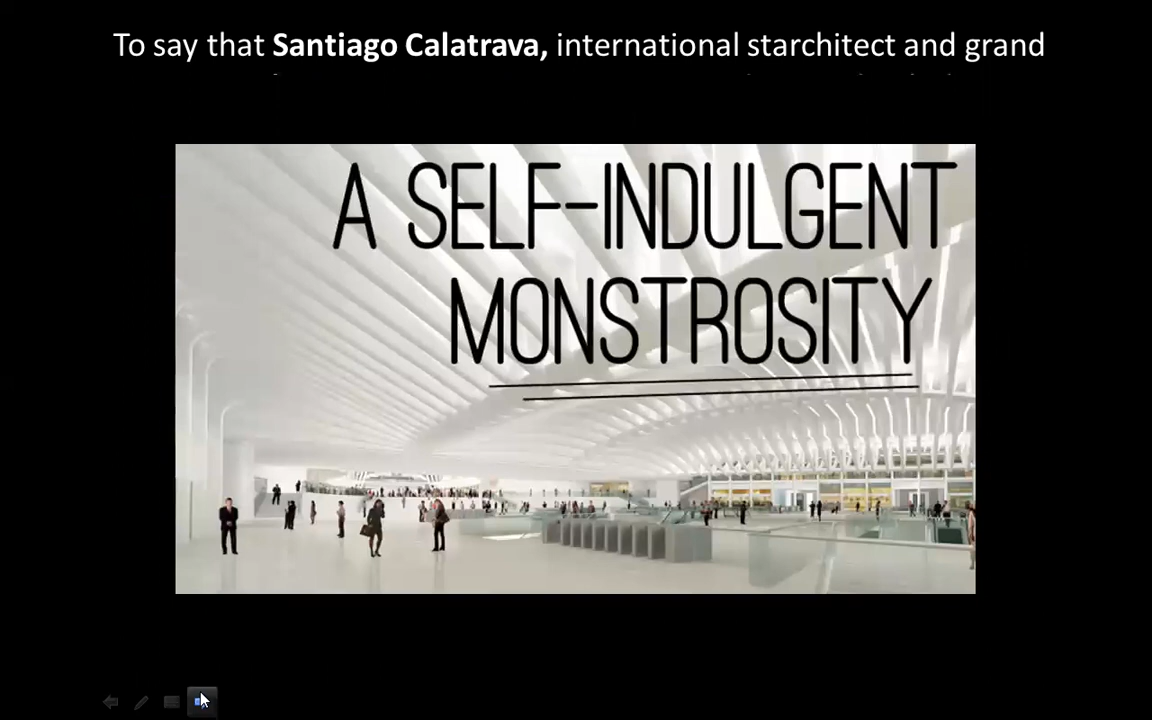 To say that Santiago Calatrava, international starchitect and grand
A SELF-INDULGENT
MONSTROSITY